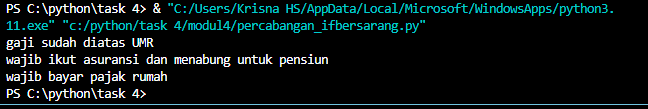 PS C:\python\task 4> & "C:/Users/Krisna HS/AppData/Local/Microsoft/WindowsApps/python3.
11.exe" "c:/python/task 4/modul4/percabangan_ifbersarang.py"
gaji sudah diatas UMR
wajib ikut asuransi dan menabung untuk pensiun
wajib bayar pajak rumah
PS C:\python\task 4>